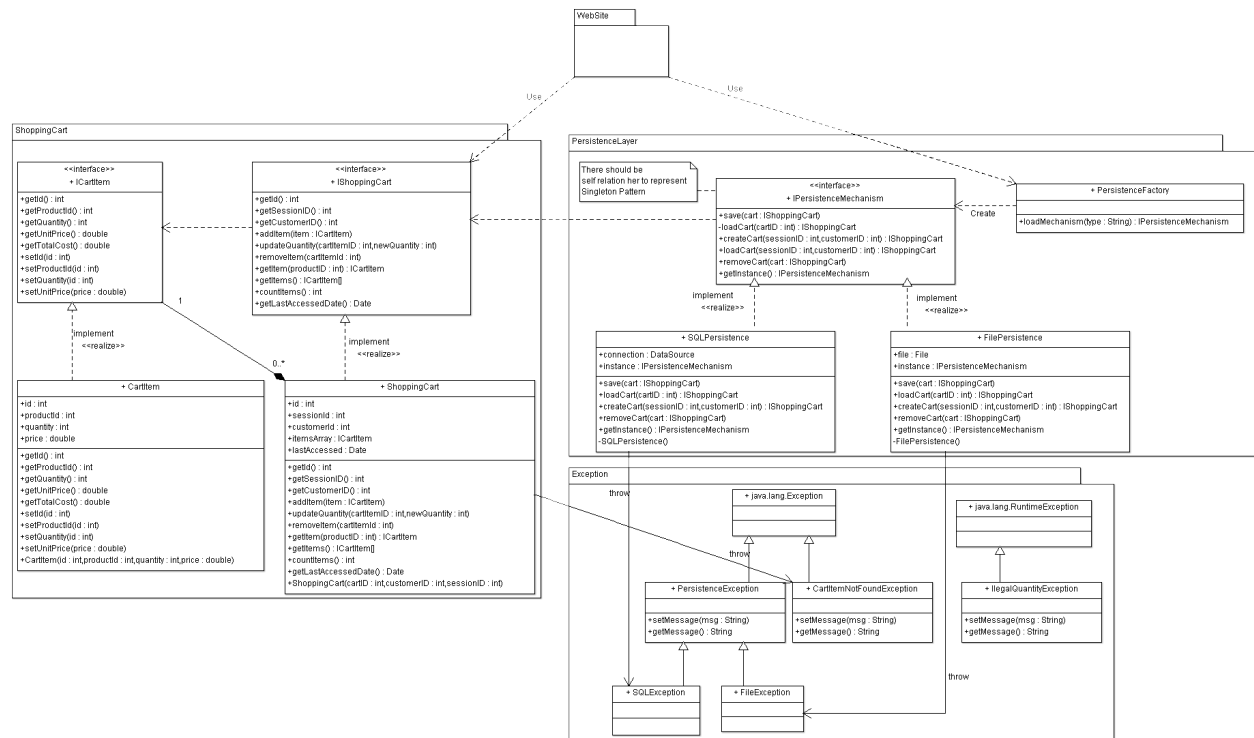 WebSite
Use
Use
ShoppingCart
<<interface>>
+ ICartItem
+getId() : int
+getProductId() : int
+getQuantity() : int
+getUnitPrice() : double
+getTotalCost() : double
+setId(id : int)
+setProductId(id : int)
+setQuantity(id : int)
+setUnitPrice(price : double)
<<interface>>
+ IShoppingCart
+getId() : int
+getSessionID() : int
+getCustomerID() : int
+addItem(item : ICartItem)
+updateQuantity(cartItemID : int,newQuantity : int)
+removeItem(cartItemId : int)
+getItem(productID : int) : ICartItem
+getItems() : ICartItem[]
+countItems() : int
+getLastAccessedDate() : Date
1
0..*
implement
<<realize>>
implement
<<realize>>
+ CartItem
+id : int
+productId : int
+quantity : int
+price : double
+getId() : int
+getProductId() : int
+getQuantity() : int
+getUnitPrice() : double
+getTotalCost() : double
+setId(id : int)
+setProductId(id : int)
+setQuantity(id : int)
+setUnitPrice(price : double)
+CartItem(id : int,productId : int,quantity : int,price : double)
+ ShoppingCart
+id : int
+sessionId : int
+customerId : int
+itemsArray : ICartItem
+lastAccessed : Date
+getId() : int
+getSessionID() : int
+getCustomerID() : int
+addItem(item : ICartItem)
+updateQuantity(cartItemID : int,newQuantity : int)
+removeItem(cartItemId : int)
+getItem(productID : int) : ICartItem
+getItems() : ICartItem[]
+countItems() : int
+getLastAccessedDate() : Date
+ShoppingCart(cartID : int,customerID : int,sessionID : int)
PersistenceLayer
There should be
self relation her to represent
Singleton Pattern
<<interface>>
+ IPersistenceMechanism
+save(cart : IShoppingCart)
-loadCart(cartID : int) : IShoppingCart
+createCart(sessionID : int,customerID : int) : IShoppingCart
+loadCart(sessionID : int,customerID : int) : IShoppingCart
+removeCart(cart : IShoppingCart)
+getInstance() : IPersistenceMechanism
Create
+ PersistenceFactory
+loadMechanism(type : String) : IPersistenceMechanism
implement
<<realize>>
implement
<<realize>>
+ SQLPersistence
+connection : DataSource
+instance : IPersistenceMechanism
+save(cart : IShoppingCart)
+loadCart(cartID : int) : IShoppingCart
+createCart(sessionID : int,customerID : int) : IShoppingCart
+removeCart(cart : IShoppingCart)
+getInstance() : IPersistenceMechanism
-SQLPersistence()
+ FilePersistence
+file : File
+instance : IPersistenceMechanism
+save(cart : IShoppingCart)
+loadCart(cartID : int) : IShoppingCart
+createCart(sessionID : int,customerID : int) : IShoppingCart
+removeCart(cart : IShoppingCart)
+getInstance() : IPersistenceMechanism
-FilePersistence()
Exception
throw
+ java.lang.Exception
+ java.lang.RuntimeException
throw
+ PersistenceException
+setMessage(msg : String)
+getMessage() : String
+ CartItemNotFoundException
+setMessage(msg : String)
+getMessage() : String
+ IlegalQuantityException
+setMessage(msg : String)
+getMessage() : String
throw
+ SQLException
+ FileException